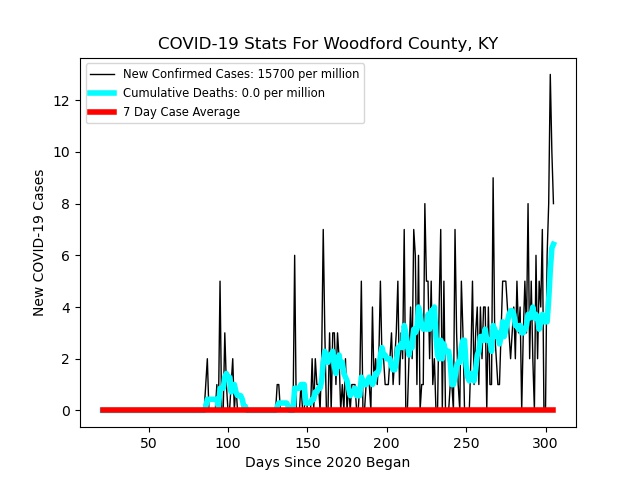 COVID-19 Stats For Woodford County, KY
New Confirmed Cases: 15700 per million
Cumulative Deaths: 0.0 per million
7 Day Case Average
New COVID-19 Cases
12
10
8
6
4
2
0
50 100 150 200 250 300
Days Since 2020 Began